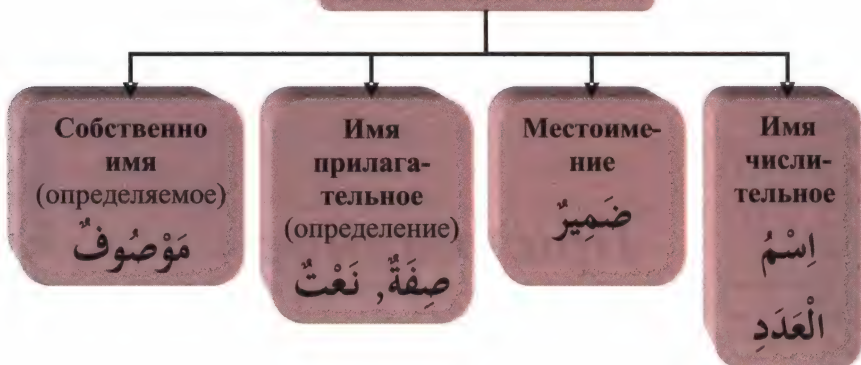 Собственно
имя
(определяемое)
مَوْصُوفٌ
Имя
прилага-
тельное
(определение)
صِفَةٌ, نَعْتٌ
Местоиме-
ние
ضَمِيرٌ
Имя
числи-
тельное
اِسْمُ
الْعَدَدِ